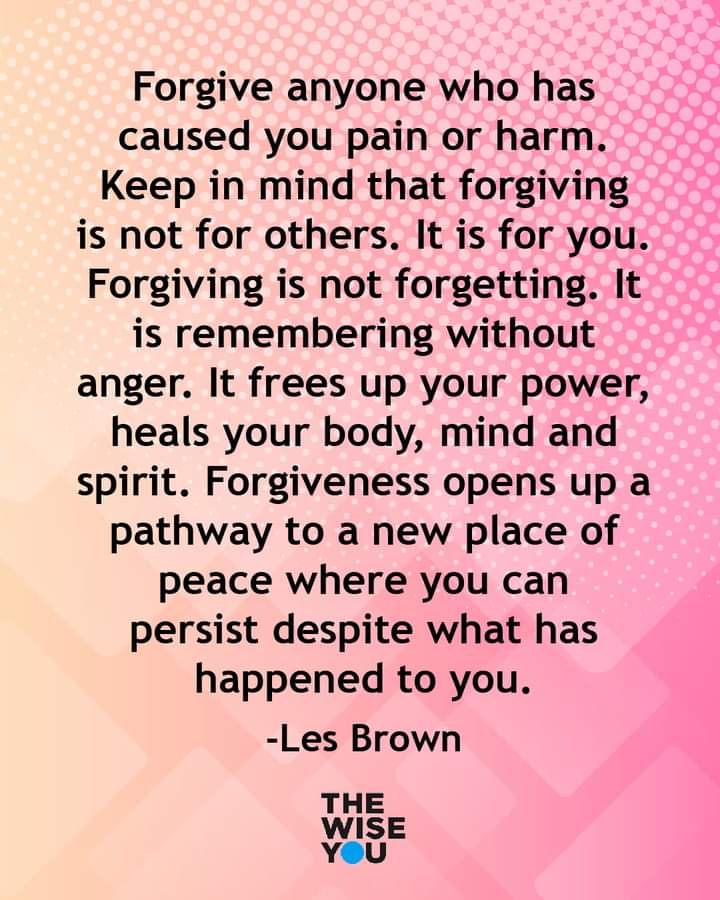 Forgive anyone who has
caused you pain or harm.
Keep in mind that forgiving
is not for others. It is for you.
Forgiving is not forgetting. It
is remembering without
anger. It frees up your power,
heals your body, mind and
spirit. Forgiveness opens up a
pathway to a new place of
peace where you can
persist despite what has
happened to you.
-Les Brown
THE
WISE
YOU